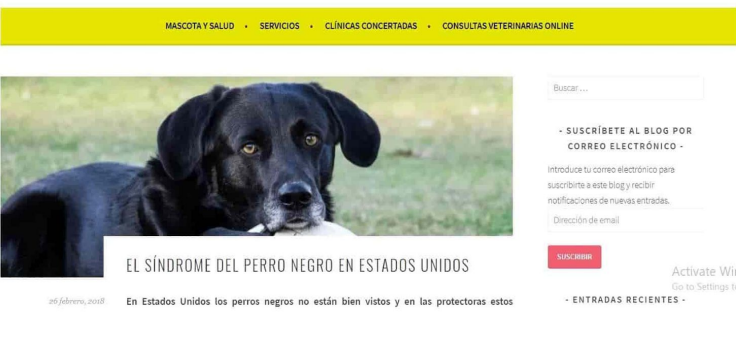 MASCOTA Y SALUD • SERVICIOS • CLÍNICAS CONCERTADAS • CONSULTAS VETERINARIAS ONLINE
Buscar …
- SUSCRÍBETE AL BLOG POR
CORREO ELECTRÓNICO -
Introduce tu correo electrónico para
suscribirte a este blog y recibir
notificaciones de nuevas entradas.
Dirección de email
SUSCRIBIR
EL SÍNDROME DEL PERRO NEGRO EN ESTADOS UNIDOS
26 febrero, 2018
En Estados Unidos los perros negros no están bien vistos y en las protectoras estos
- ENTRADAS RECIENTES -
Activate Wi
Go to Settings t